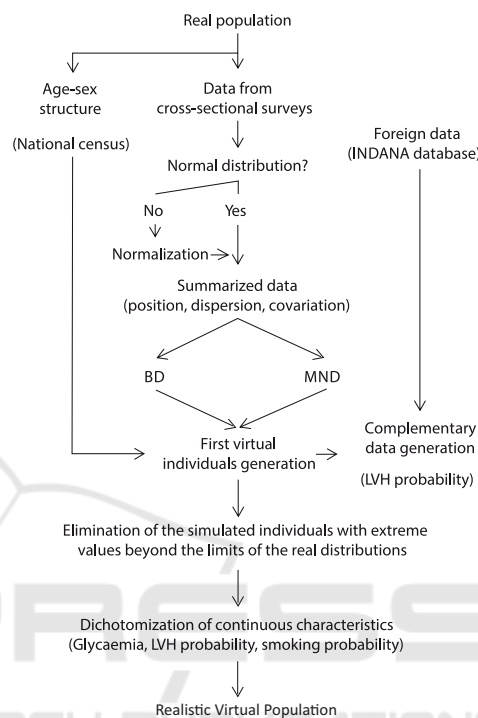 Real population
Age-sex
structure
(National census)
Data from
cross-sectional surveys
Foreign data
(INDANA database)
Normal distribution?
No
Yes
Normalization
Summarized data
(position, dispersion, covariation)
BD
MND
First virtual
individuals generation
Complementary
data generation
(LVH probability)
Elimination of the simulated individuals with extreme
values beyond the limits of the real distributions
Dichotomization of continuous characteristics
(Glycaemia, LVH probability, smoking probability)
Realistic Virtual Population